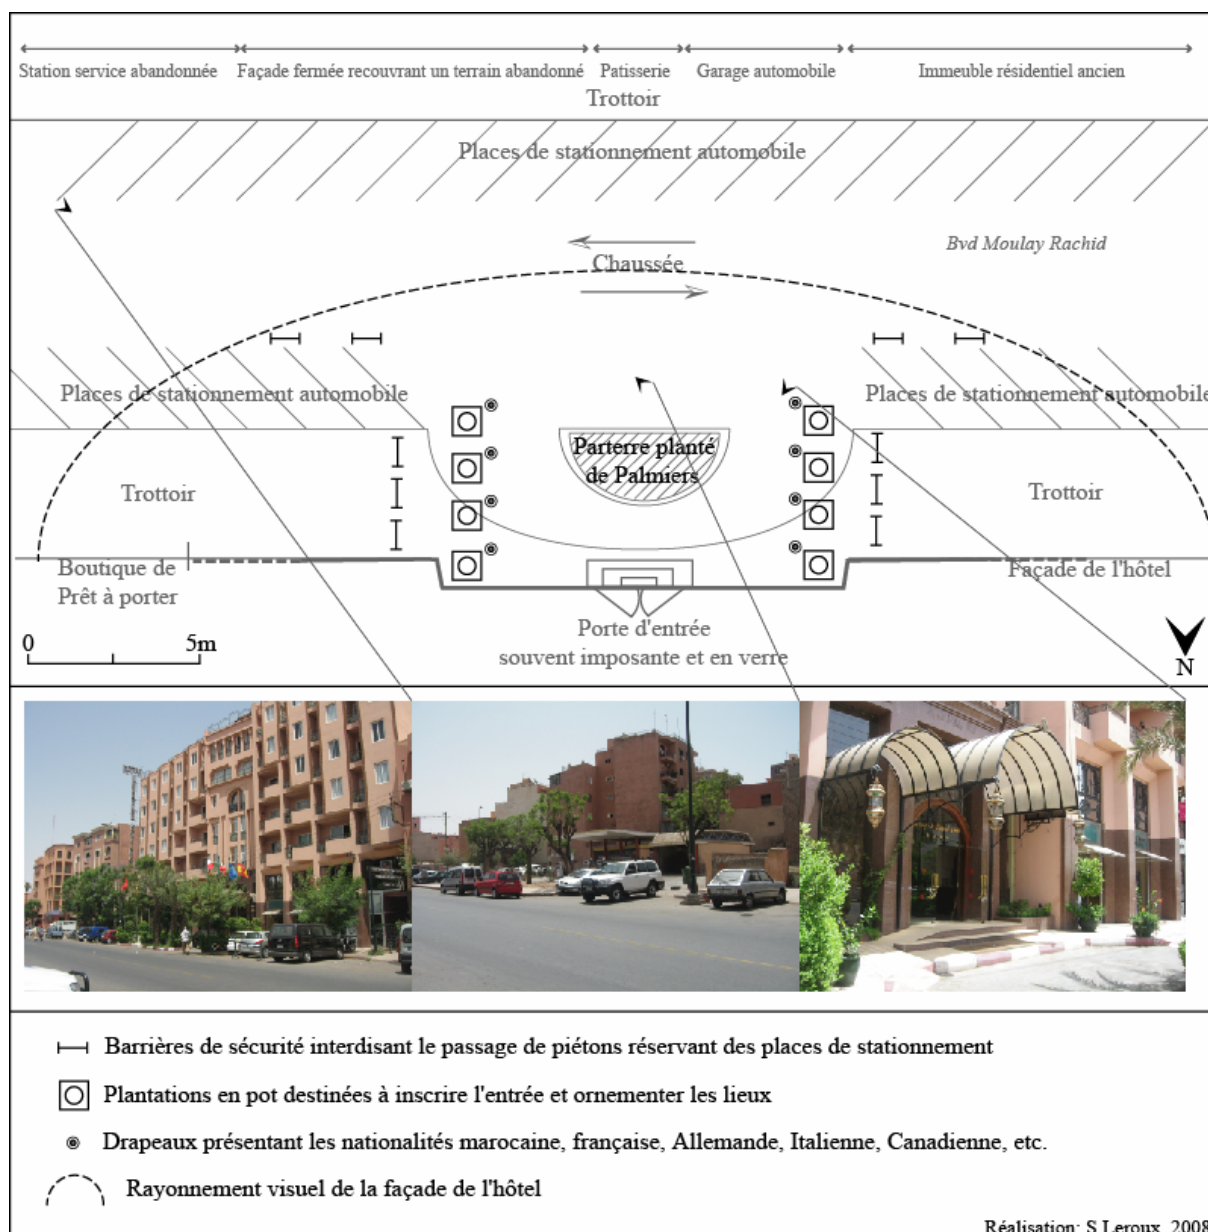 Station service abandonnée
Façade fermée recouvrant un terrain abandonné
Patisserie
Garage automobile
Immeuble résidentiel ancien
Trottoir
Places de stationnement automobile
Bvd Moulay Rachid
Chaussée
Places de stationnement automobile
Places de stationnement automobile
Parterre planté
de Palmiers
Trottoir
Trottoir
Boutique de
Prêt à porter
Façade de l'hôtel
Porte d'entrée
souvent imposante et en verre
0 5m
N
Barrières de sécurité interdisant le passage de piétons réservant des places de stationnement
Plantations en pot destinées à inscrire l'entrée et ornementer les lieux
Drapeaux présentant les nationalités marocaine, française, Allemande, Italienne, Canadienne, etc.
Rayonnement visuel de la façade de l'hôtel
Réalisation: S Leroux, 2008